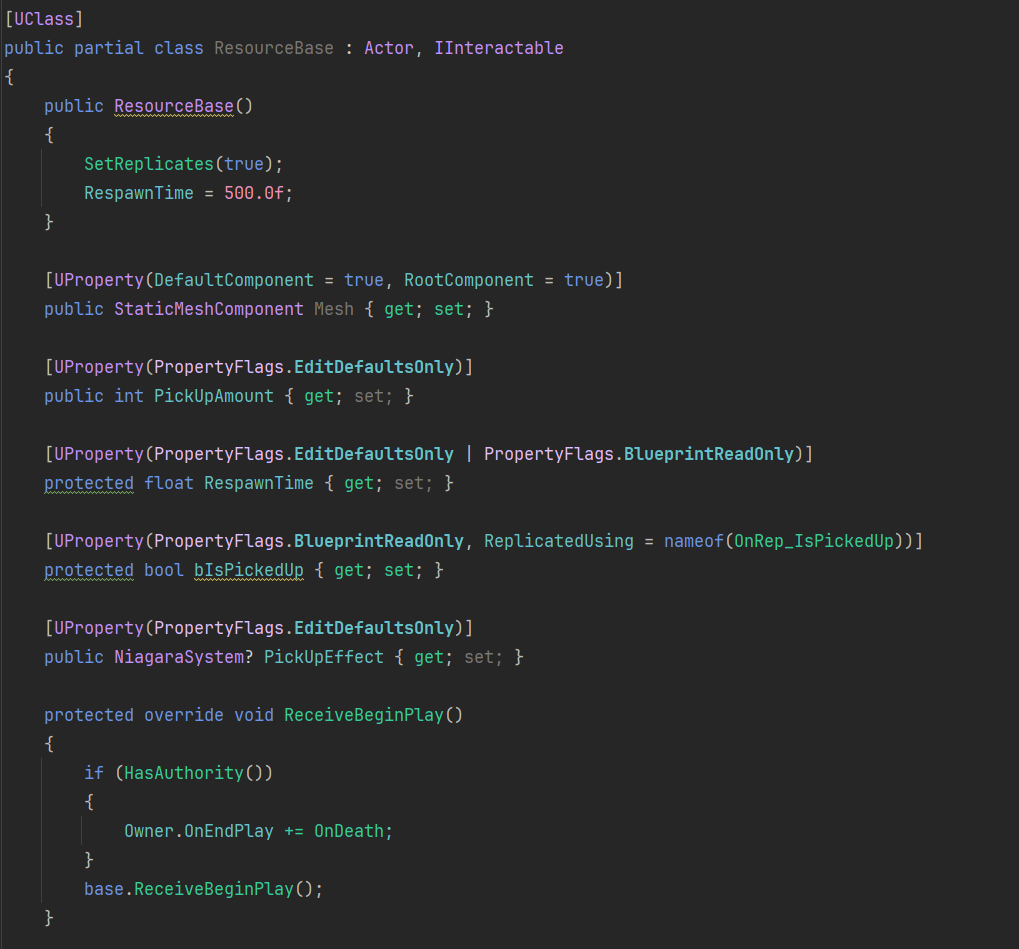 [UClass]
public partial class ResourceBase : Actor, IInteractable
{
    public ResourceBase()
    {
        SetReplicates(true);
        RespawnTime = 500.0f;
    }

    [UProperty(DefaultComponent = true, RootComponent = true)]
    public StaticMeshComponent Mesh { get; set; }

    [UProperty(PropertyFlags.EditDefaultsOnly)]
    public int PickUpAmount { get; set; }

    [UProperty(PropertyFlags.EditDefaultsOnly | PropertyFlags.BlueprintReadOnly)]
    protected float RespawnTime { get; set; }

    [UProperty(PropertyFlags.BlueprintReadOnly, ReplicatedUsing = nameof(OnRep_IsPickedUp))]
    protected bool bIsPickedUp { get; set; }

    [UProperty(PropertyFlags.EditDefaultsOnly)]
    public NiagaraSystem? PickUpEffect { get; set; }

    protected override void ReceiveBeginPlay()
    {
        if (HasAuthority())
        {
            Owner.OnEndPlay += OnDeath;
        }
        base.ReceiveBeginPlay();
    }